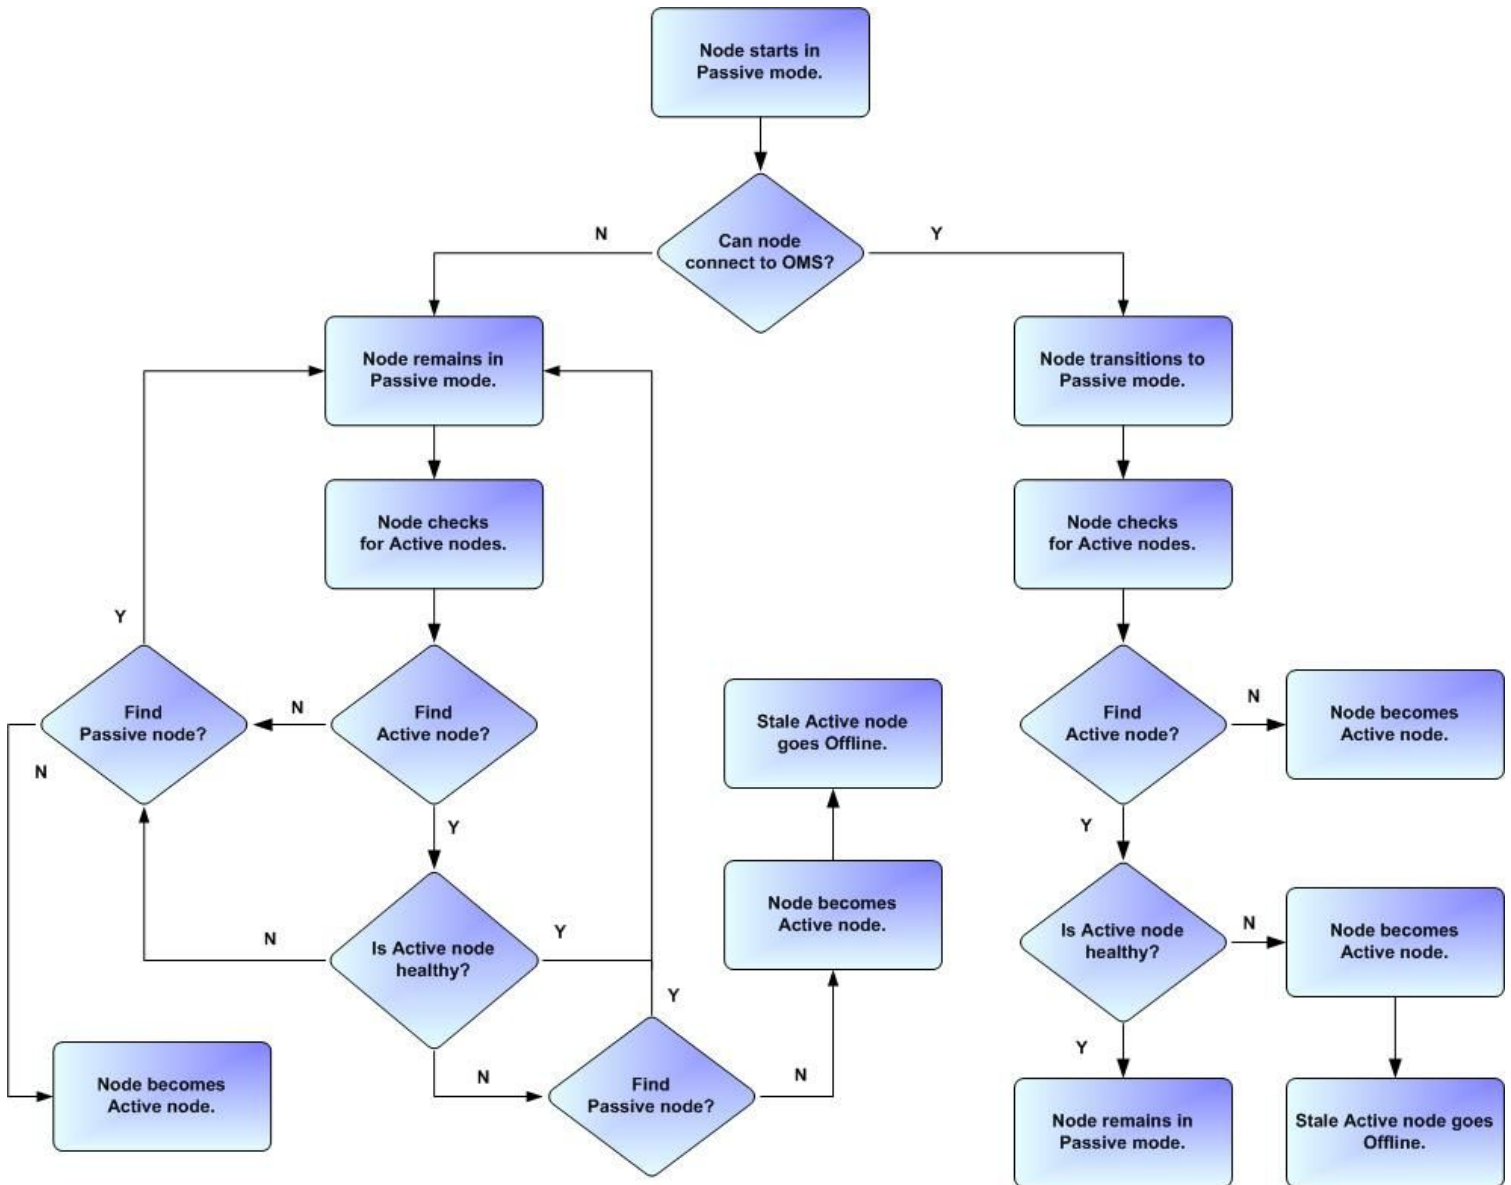 Node starts in
Passive mode.
Can node
connect to OMS?
N
Y
Node remains in
Passive mode.
Node transitions to
Passive mode.
Node checks
for Active nodes.
Node checks
for Active nodes.
Y
Find
Passive node?
N
Find
Active node?
N
Y
Stale Active node
goes Offline.
Find
Active node?
N
Node becomes
Active node.
Y
Is Active node
healthy?
N
Y
Node becomes
Active node.
Is Active node
healthy?
N
Node becomes
Active node.
Y
Y
N
Find
Passive node?
N
Node becomes
Active node.
Node remains in
Passive mode.
Stale Active node goes
Offline.